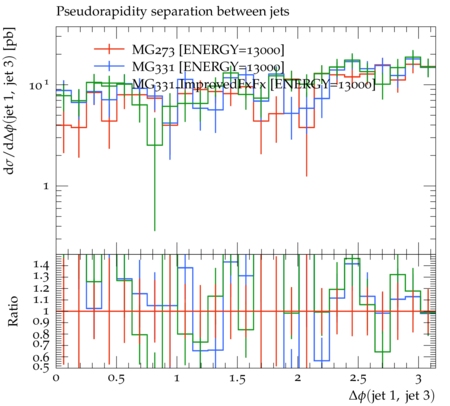 Pseudorapidity separation between jets
dσ/dΔϕ(jet 1, jet 3) [pb]
MG273 [ENERGY=13000]
MG331 [ENERGY=13000]
MG331.ImprovedFxFx [ENERGY=13000]
10¹
1
Ratio
1.4
1.3
1.2
1.1
1
0.9
0.8
0.7
0.6
0.5
0 0.5 1 1.5 2 2.5 3
Δϕ(jet 1, jet 3)